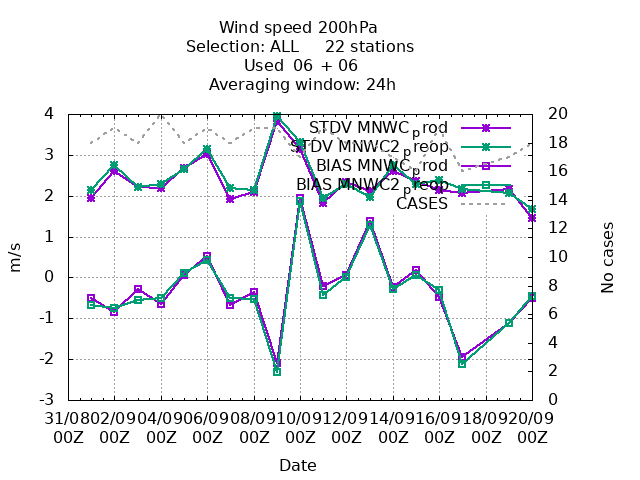 Wind speed 200hPa
Selection: ALL 22 stations
Used 06 + 06
Averaging window: 24h
STDV MNWC_prod
STDV MNWC2_preop
BIAS MNWC_prod
BIAS MNWC2_preop
CASES
m/s
4
3
2
1
0
-1
-2
-3
No cases
20
18
16
14
12
10
8
6
4
2
0
31/08 02/09 04/09 06/09 08/09 10/09 12/09 14/09 16/09 18/09 20/09
00Z 00Z 00Z 00Z 00Z 00Z 00Z 00Z 00Z 00Z 00Z
Date